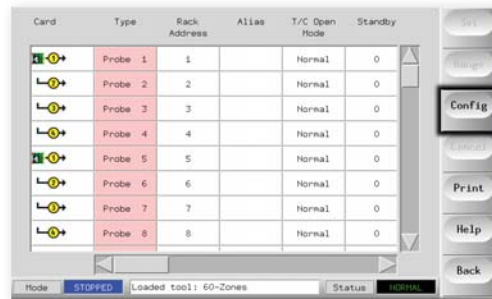 Card Type Rack Address Alias T/C Open Mode Standby
Probe 1 1 Normal 0
Probe 2 2 Normal 0
Probe 3 3 Normal 0
Probe 4 4 Normal 0
Probe 5 5 Normal 0
Probe 6 6 Normal 0
Probe 7 7 Normal 0
Probe 8 8 Normal 0
Set
Range
Config
Cancel
Print
Help
Back
Mode STOPPED Loaded tool: 60-Zones Status NORMAL